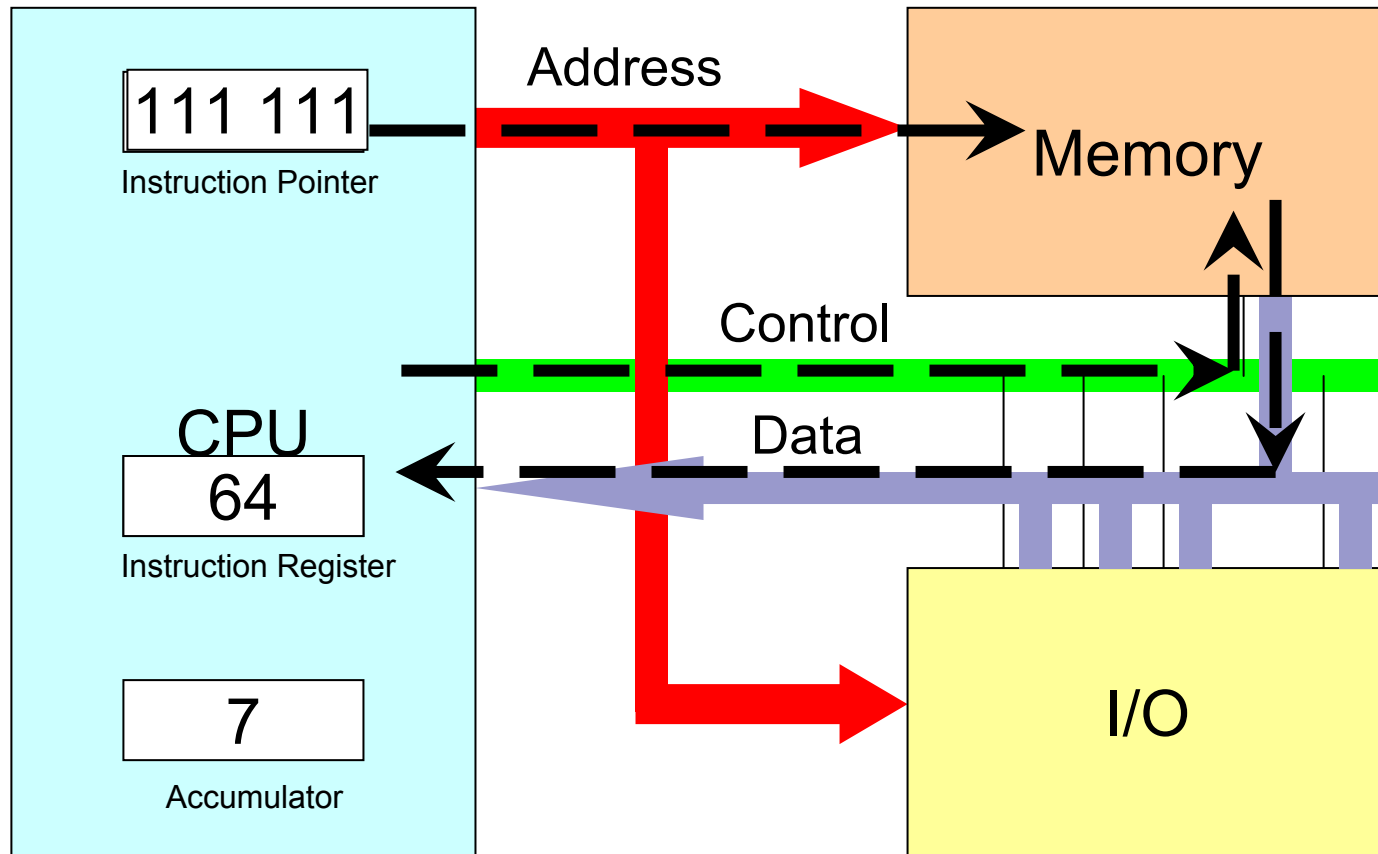 Address
111 111
Instruction Pointer
Memory
Control
CPU
Data
64
Instruction Register
7
Accumulator
I/O